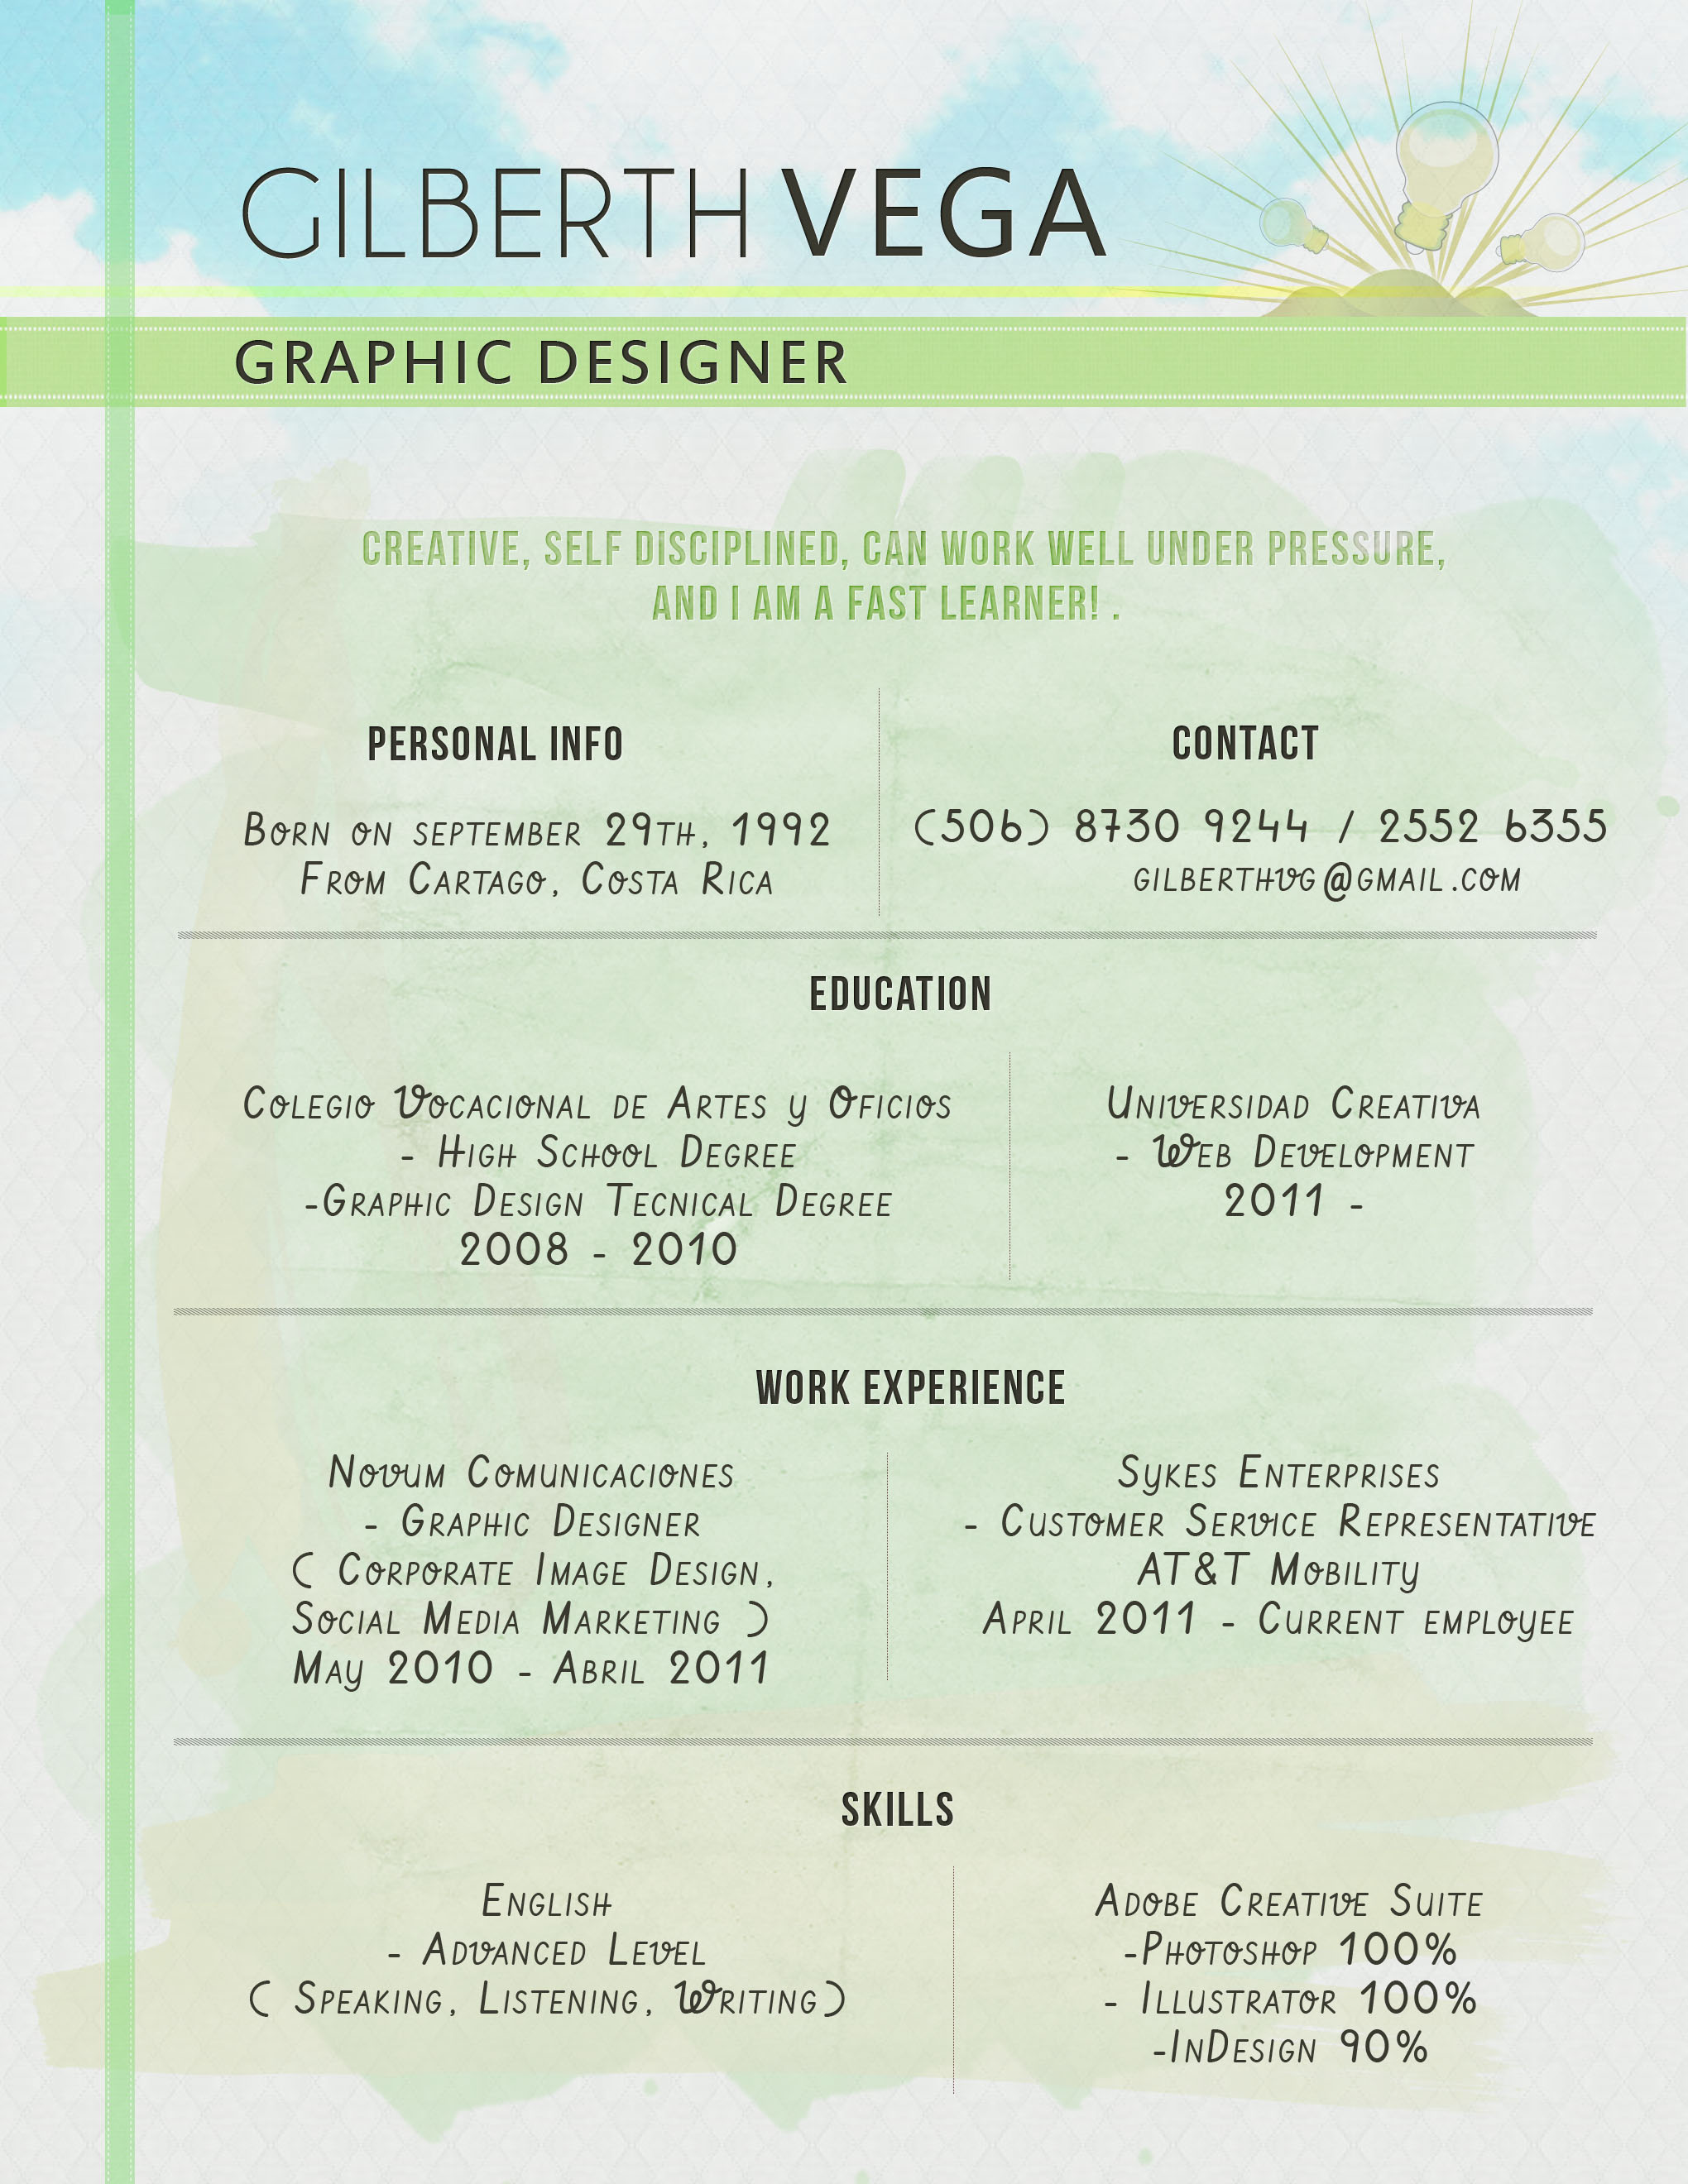 GILBERTH VEGA
GRAPHIC DESIGNER
CREATIVE, SELF DISCIPLINED, CAN WORK WELL UNDER PRESSURE,
AND I AM A FAST LEARNER! .
PERSONAL INFO
Born on september 29th, 1992
From Cartago, Costa Rica
CONTACT
(506) 8730 9244 / 2552 6355
gilberthvg@gmail.com
EDUCATION
Colegio Vocacional de Artes y Oficios
- High School Degree
-Graphic Design Tecnical Degree
2008 - 2010
Universidad Creativa
- Web Development
2011 -
WORK EXPERIENCE
Novum Comunicaciones
- Graphic Designer
( Corporate Image Design,
Social Media Marketing )
May 2010 - Abril 2011
Sykes Enterprises
- Customer Service Representative
AT&T Mobility
April 2011 - Current employee
SKILLS
English
- Advanced Level
( Speaking, Listening, Writing)
Adobe Creative Suite
-Photoshop 100%
- Illustrator 100%
-InDesign 90%